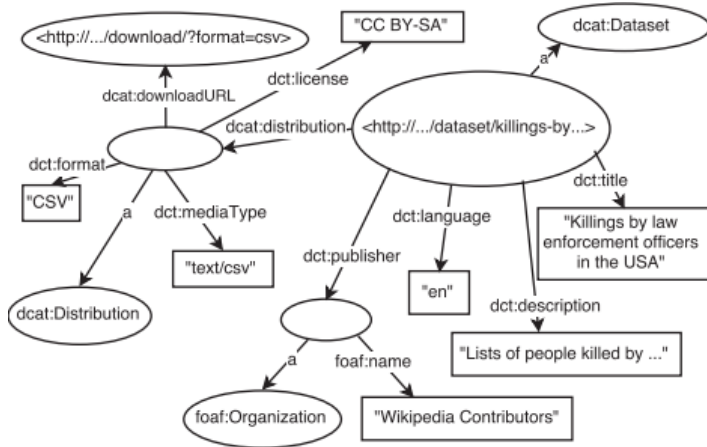 "CC BY-SA"
dcat:Dataset
<http://.../download/?format=csv>
a
dct:license
dcat:downloadURL
dcat:distribution
<http://.../dataset/killings-by...>
dct:format
dct:title
"CSV"
a
dct:mediaType
dct:language
"Killings by law
enforcement officers
in the USA"
dct:publisher
"text/csv"
"en"
dct:description
dcat:Distribution
"Lists of people killed by ..."
a
foaf:name
foaf:Organization
"Wikipedia Contributors"